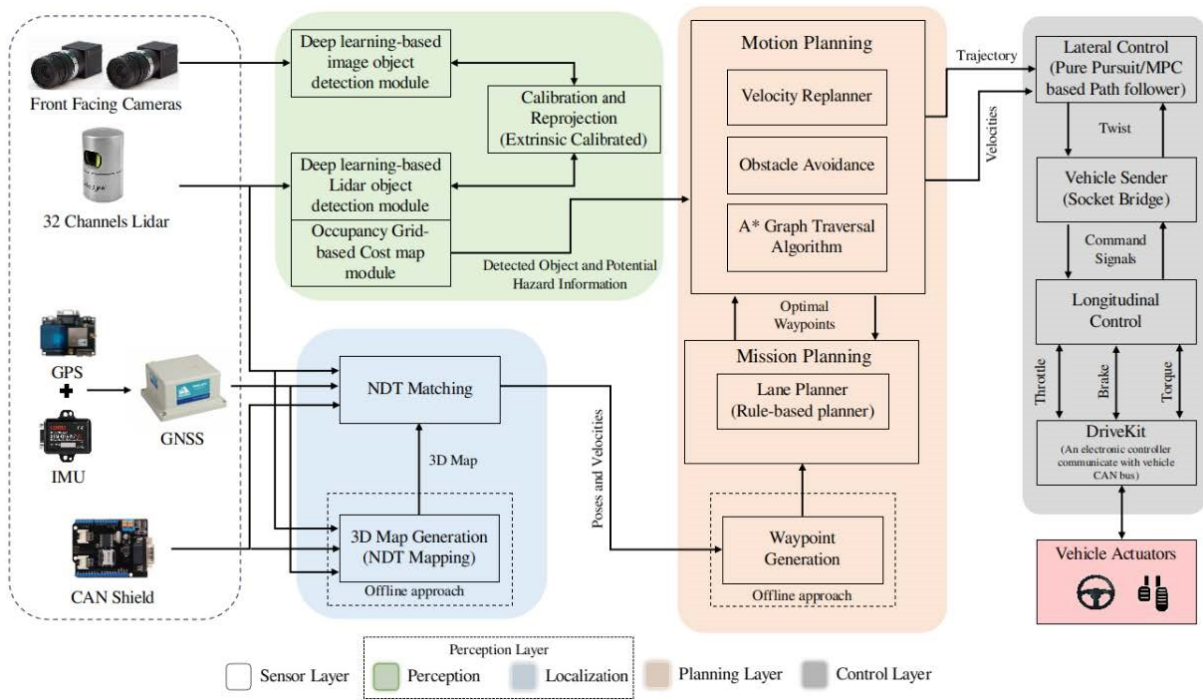 Front Facing Cameras
32 Channels Lidar
GPS
+
IMU
GNSS
CAN Shield
Deep learning-based
image object
detection module
Calibration and
Reprojection
(Extrinsic Calibrated)
Deep learning-based
Lidar object
detection module
Occupancy Grid-
based Cost map
module
Detected Object and Potential
Hazard Information
NDT Matching
3D Map
3D Map Generation
(NDT Mapping)
Offline approach
Poses and Velocities
Motion Planning
Velocity Replanner
Obstacle Avoidance
A* Graph Traversal
Algorithm
Optimal
Waypoints
Mission Planning
Lane Planner
(Rule-based planner)
Waypoint
Generation
Offline approach
Trajectory
Velocities
Lateral Control
(Pure Pursuit/MPC
based Path follower)
Twist
Vehicle Sender
(Socket Bridge)
Command
Signals
Longitudinal
Control
Throttle
Brake
Torque
DriveKit
(An electronic controller
communicate with vehicle
CAN bus)
Vehicle Actuators
Perception Layer
Sensor Layer
Perception
Localization
Planning Layer
Control Layer